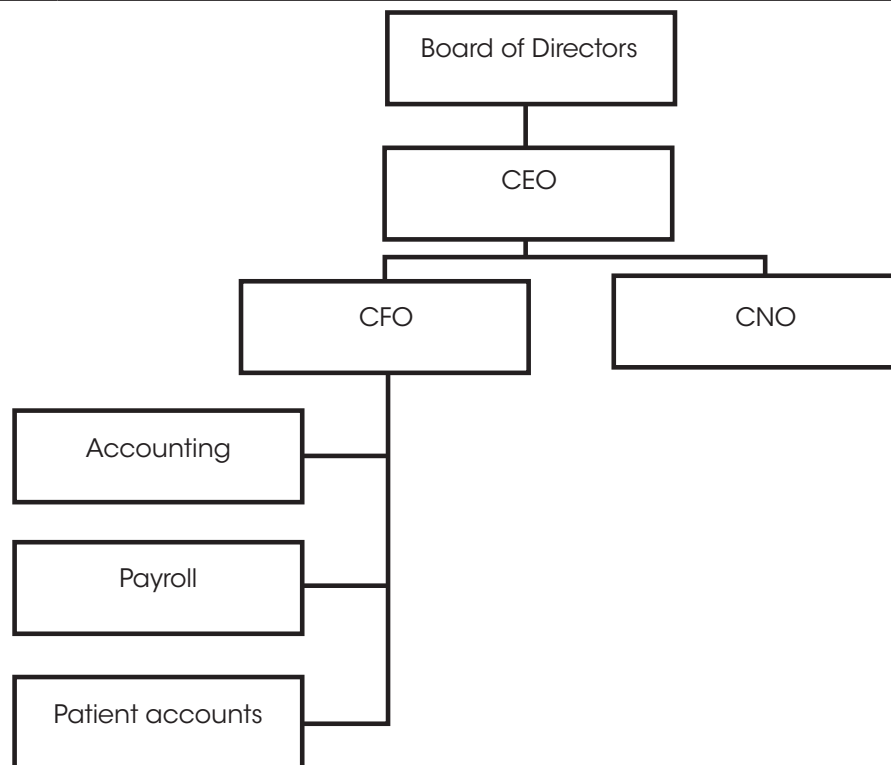 Board of Directors
CEO
CFO
CNO
Accounting
Payroll
Patient accounts